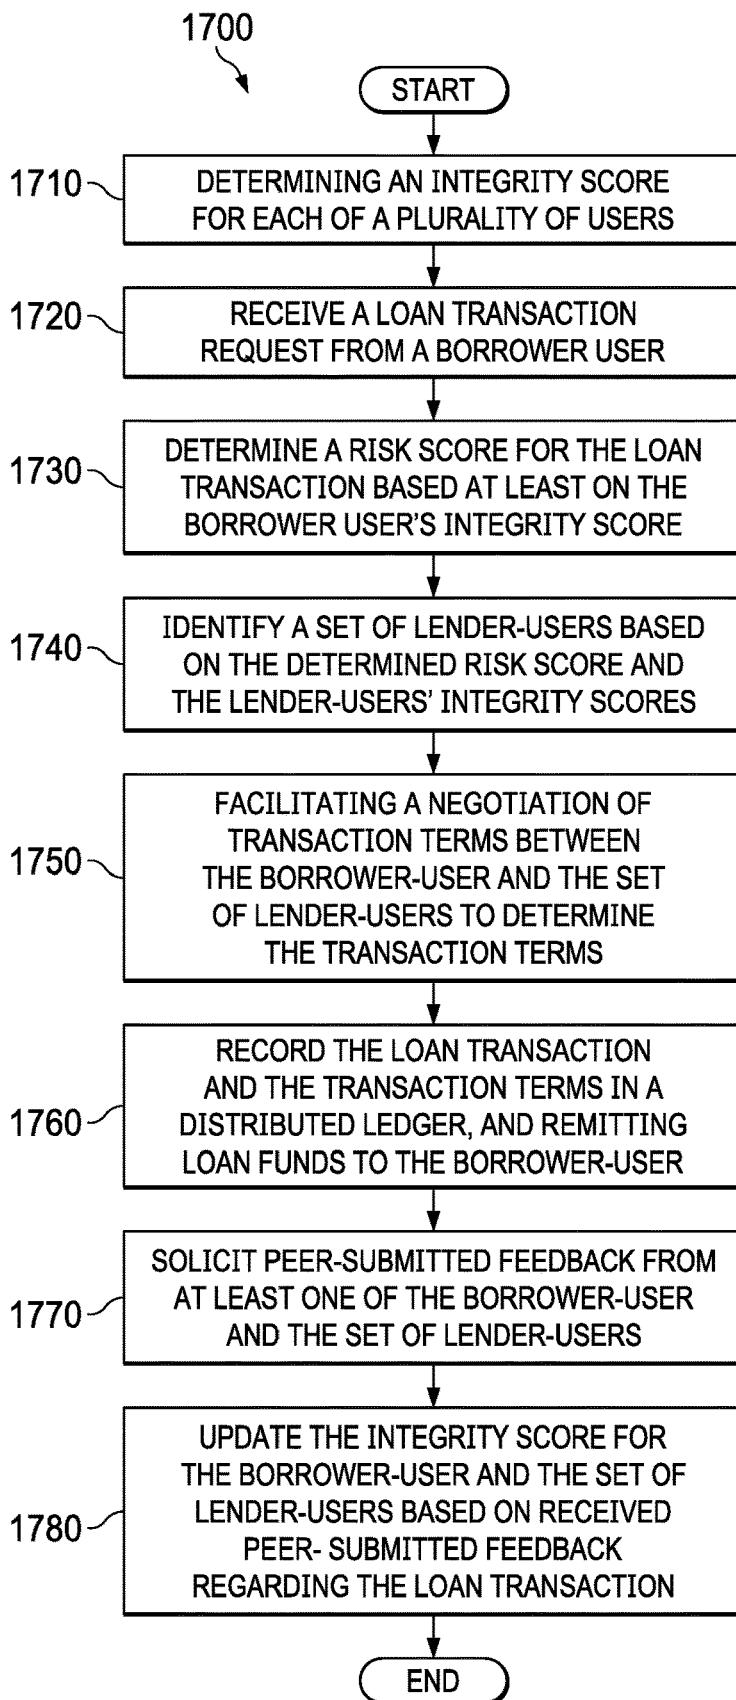 1700
START
1710
DETERMINING AN INTEGRITY SCORE
FOR EACH OF A PLURALITY OF USERS
1720
RECEIVE A LOAN TRANSACTION
REQUEST FROM A BORROWER USER
1730
DETERMINE A RISK SCORE FOR THE LOAN
TRANSACTION BASED AT LEAST ON THE
BORROWER USER'S INTEGRITY SCORE
1740
IDENTIFY A SET OF LENDER-USERS BASED
ON THE DETERMINED RISK SCORE AND
THE LENDER-USERS' INTEGRITY SCORES
1750
FACILITATING A NEGOTIATION OF
TRANSACTION TERMS BETWEEN
THE BORROWER-USER AND THE SET
OF LENDER-USERS TO DETERMINE
THE TRANSACTION TERMS
1760
RECORD THE LOAN TRANSACTION
AND THE TRANSACTION TERMS IN A
DISTRIBUTED LEDGER, AND REMITTING
LOAN FUNDS TO THE BORROWER-USER
1770
SOLICIT PEER-SUBMITTED FEEDBACK FROM
AT LEAST ONE OF THE BORROWER-USER
AND THE SET OF LENDER-USERS
1780
UPDATE THE INTEGRITY SCORE FOR
THE BORROWER-USER AND THE SET OF
LENDER-USERS BASED ON RECEIVED
PEER- SUBMITTED FEEDBACK
REGARDING THE LOAN TRANSACTION
END